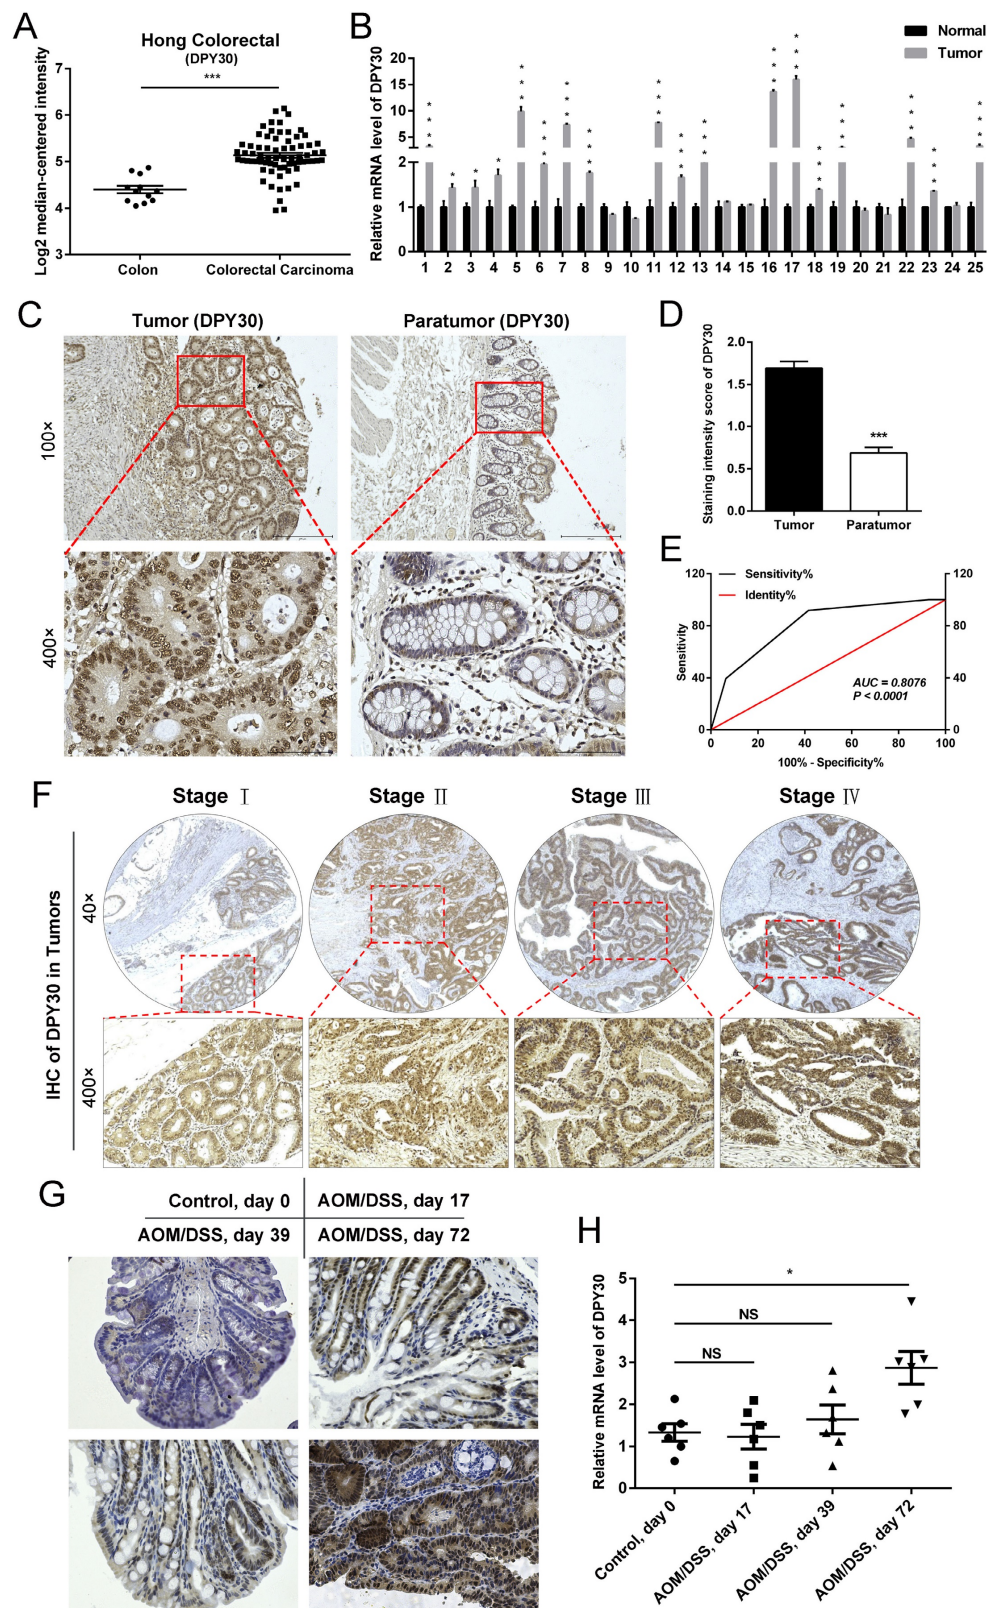 A
Hong Colorectal
(DPY30)
***
Log2 median-centered intensity
7
6
5
4
3
Colon
Colorectal Carcinoma
B
Normal
Tumor
Relative mRNA level of DPY30
20
15
10
5
2
1
0
1 2 3 4 5 6 7 8 9 10 11 12 13 14 15 16 17 18 19 20 21 22 23 24 25
C
Tumor (DPY30)
Paratumor (DPY30)
100×
400×
D
Staining intensity score of DPY30
2.0
1.5
1.0
0.5
0.0
***
Tumor
Paratumor
E
Sensitivity%
Identity%
Sensitivity
120
80
40
0
120
80
40
0
AUC = 0.8076
P < 0.0001
0 20 40 60 80 100
100% - Specificity%
F
Stage I
Stage II
Stage III
Stage IV
IHC of DPY30 in Tumors
40×
400×
G
Control, day 0
AOM/DSS, day 17
AOM/DSS, day 39
AOM/DSS, day 72
H
Relative mRNA level of DPY30
5
4
3
2
1
0
*
NS
NS
Control, day 0
AOM/DSS, day 17
AOM/DSS, day 39
AOM/DSS, day 72